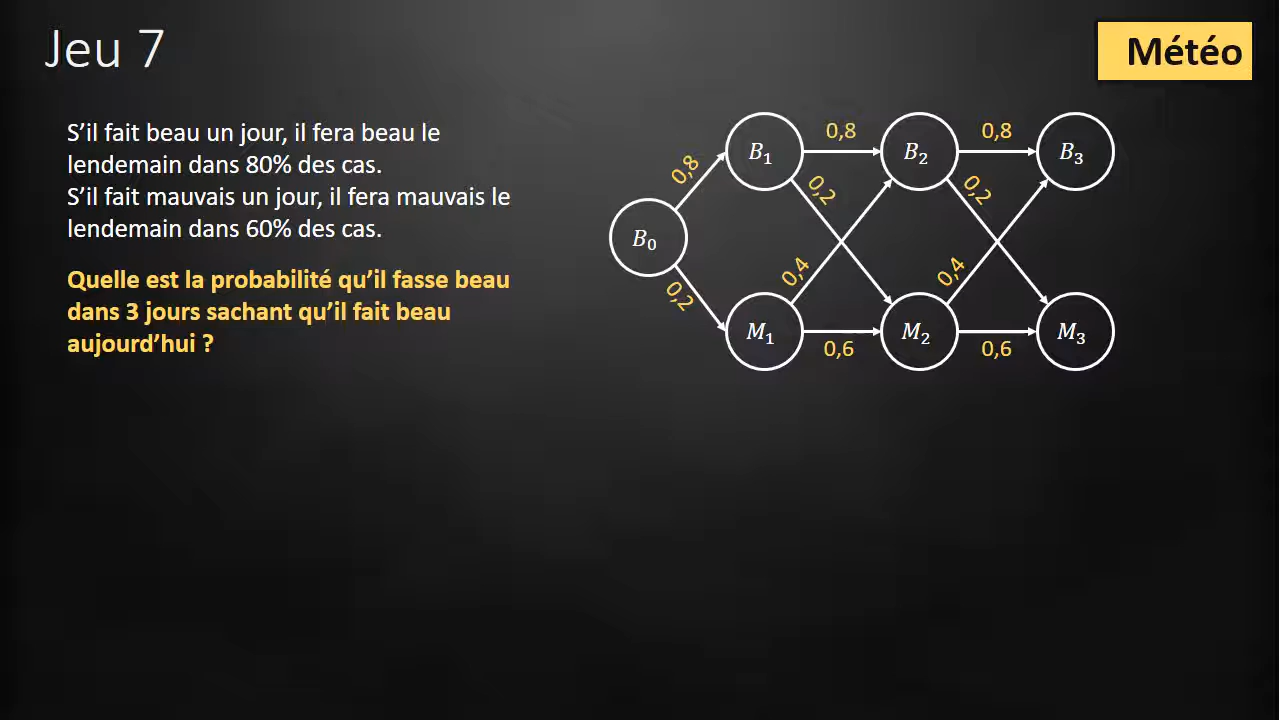 Jeu 7
Météo
S’il fait beau un jour, il fera beau le
lendemain dans 80% des cas.
S’il fait mauvais un jour, il fera mauvais le
lendemain dans 60% des cas.
Quelle est la probabilité qu’il fasse beau
dans 3 jours sachant qu’il fait beau
aujourd’hui ?
0,8 0,8
B₁ B₂ B₃
0,8 0,2 0,2
B₀
0,2 0,4 0,4
M₁ M₂ M₃
0,6 0,6